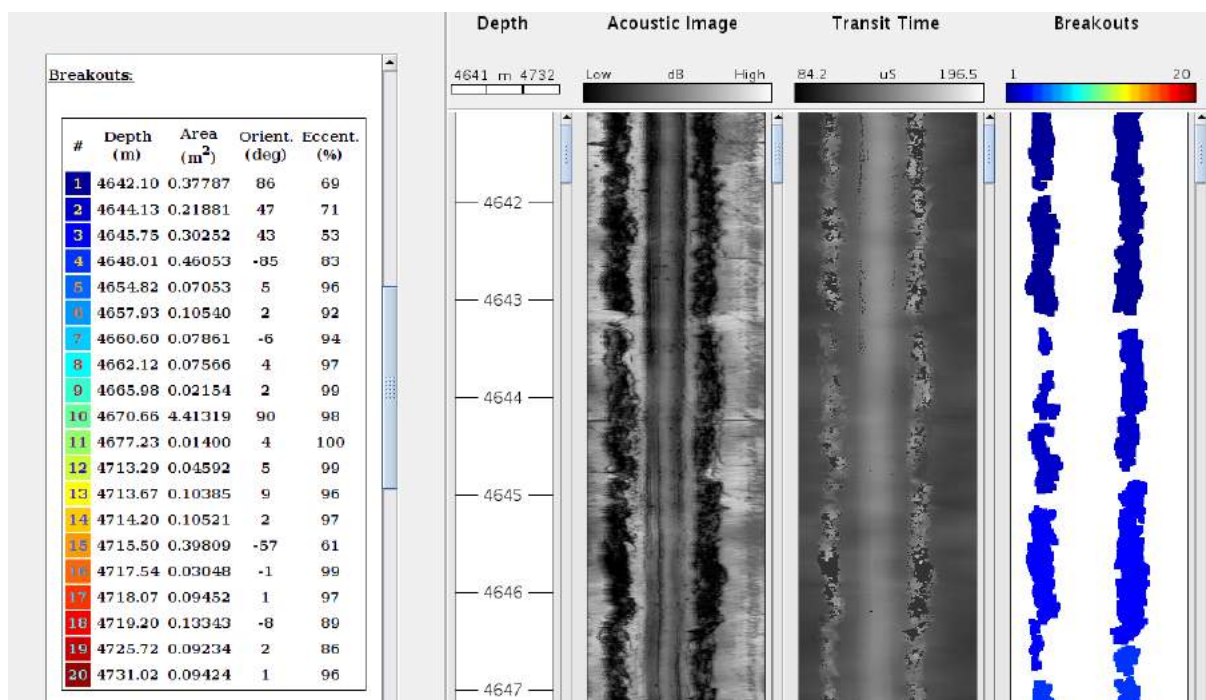 Breakouts:
# Depth (m) Area (m²) Orient. (deg) Eccent. (%)
1 4642.10 0.37787 86 69
2 4644.13 0.21881 47 71
3 4645.75 0.30252 43 53
4 4648.01 0.46053 -85 83
5 4654.82 0.07053 5 96
6 4657.93 0.10540 2 92
7 4660.60 0.07861 -6 94
8 4662.12 0.07566 4 97
9 4665.98 0.02154 2 99
10 4670.66 4.41319 90 98
11 4677.23 0.01400 4 100
12 4713.29 0.04592 5 99
13 4713.67 0.10385 9 96
14 4714.20 0.10521 2 97
15 4715.50 0.39809 -57 61
16 4717.54 0.03048 -1 99
17 4718.07 0.09452 1 97
18 4719.20 0.13343 -8 89
19 4725.72 0.09234 2 86
20 4731.02 0.09424 1 96
Depth Acoustic Image Transit Time Breakouts
4641 m 4732 Low dB High 84.2 uS 196.5 1 20
4642
4643
4644
4645
4646
4647